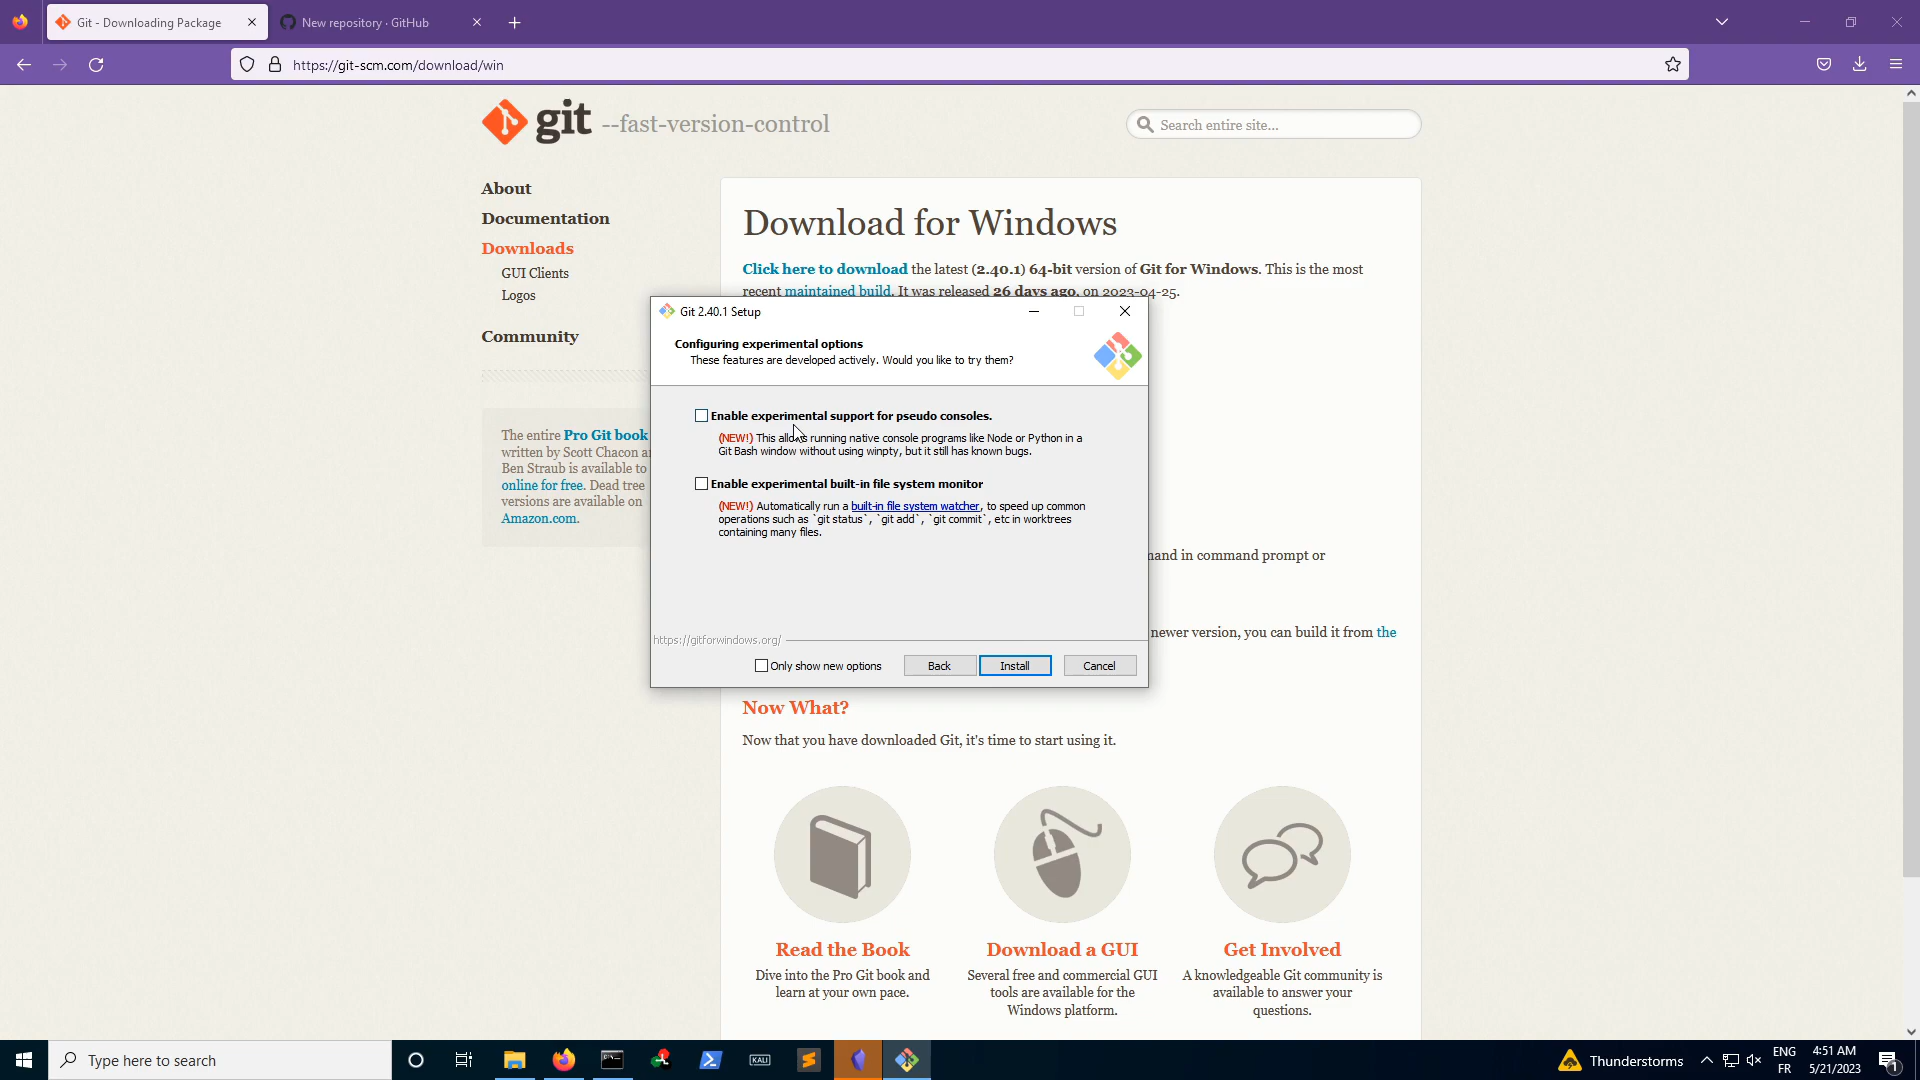 Git - Downloading Package
New repository · GitHub
https://git-scm.com/download/win
git --fast-version-control
Search entire site...
About
Documentation
Downloads
GUI Clients
Logos
Community
The entire Pro Git book
written by Scott Chacon
Ben Straub is available to
online for free. Dead tree
versions are available on
Amazon.com.
Download for Windows
Click here to download the latest (2.40.1) 64-bit version of Git for Windows. This is the most
recent maintained build. It was released 26 days ago, on 2023-04-25.
Git 2.40.1 Setup
Configuring experimental options
These features are developed actively. Would you like to try them?
Enable experimental support for pseudo consoles.
(NEW!) This allows running native console programs like Node or Python in a
Git Bash window without using winpty, but it still has known bugs.
Enable experimental built-in file system monitor
(NEW!) Automatically run a built-in file system watcher, to speed up common
operations such as `git status`, `git add`, `git commit`, etc in worktrees
containing many files.
https://gitforwindows.org/
Only show new options
Back
Install
Cancel
in command prompt or
newer version, you can build it from the
Now What?
Now that you have downloaded Git, it's time to start using it.
Read the Book
Dive into the Pro Git book and
learn at your own pace.
Download a GUI
Several free and commercial GUI
tools are available for the
Windows platform.
Get Involved
A knowledgeable Git community is
available to answer your
questions.
Type here to search
KALI
Thunderstorms
ENG
FR
4:51 AM
5/21/2023
1